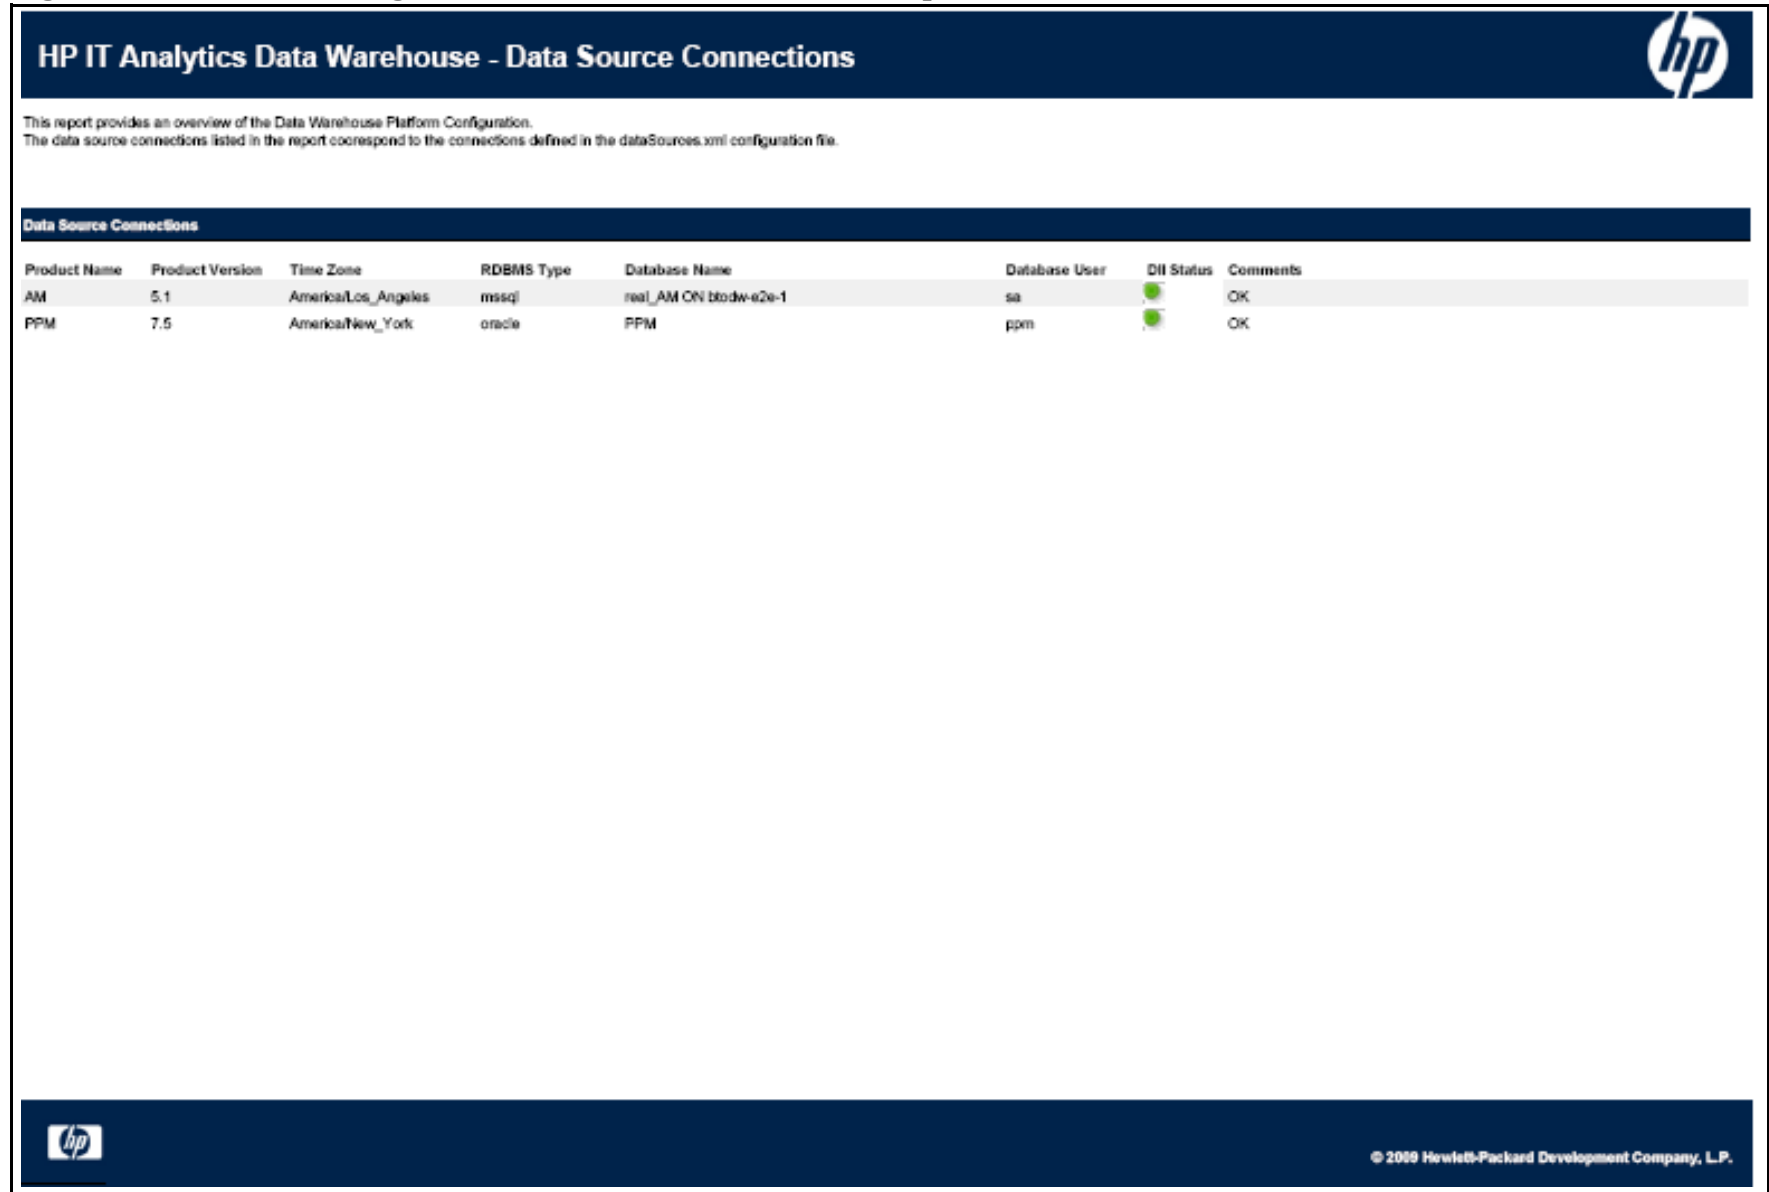 HP IT Analytics Data Warehouse - Data Source Connections
hp
This report provides an overview of the Data Warehouse Platform Configuration.
The data source connections listed in the report coorespond to the connections defined in the dataSources.xml configuration file.
Data Source Connections
Product Name Product Version Time Zone RDBMS Type Database Name Database User DII Status Comments
AM 5.1 America/Los_Angeles mssql real_AM ON btodw-e2e-1 sa OK
PPM 7.5 America/New_York oracle PPM ppm OK
hp
© 2009 Hewlett-Packard Development Company, L.P.